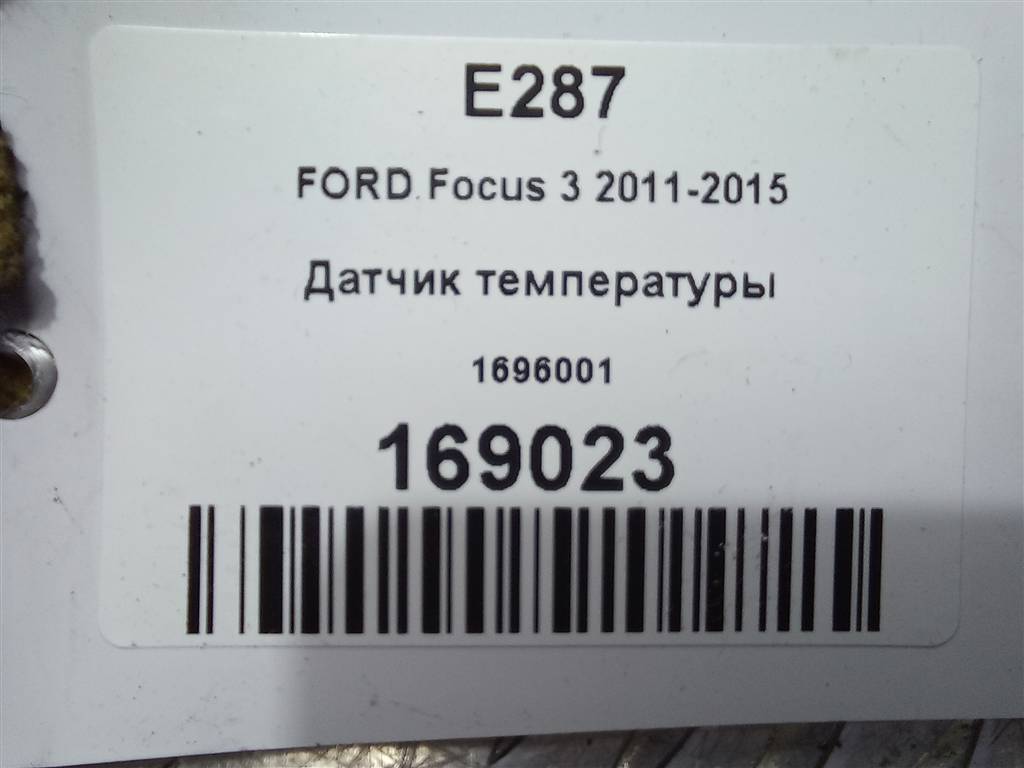 E287
FORD Focus 3 2011-2015
Датчик температуры
1696001
169023